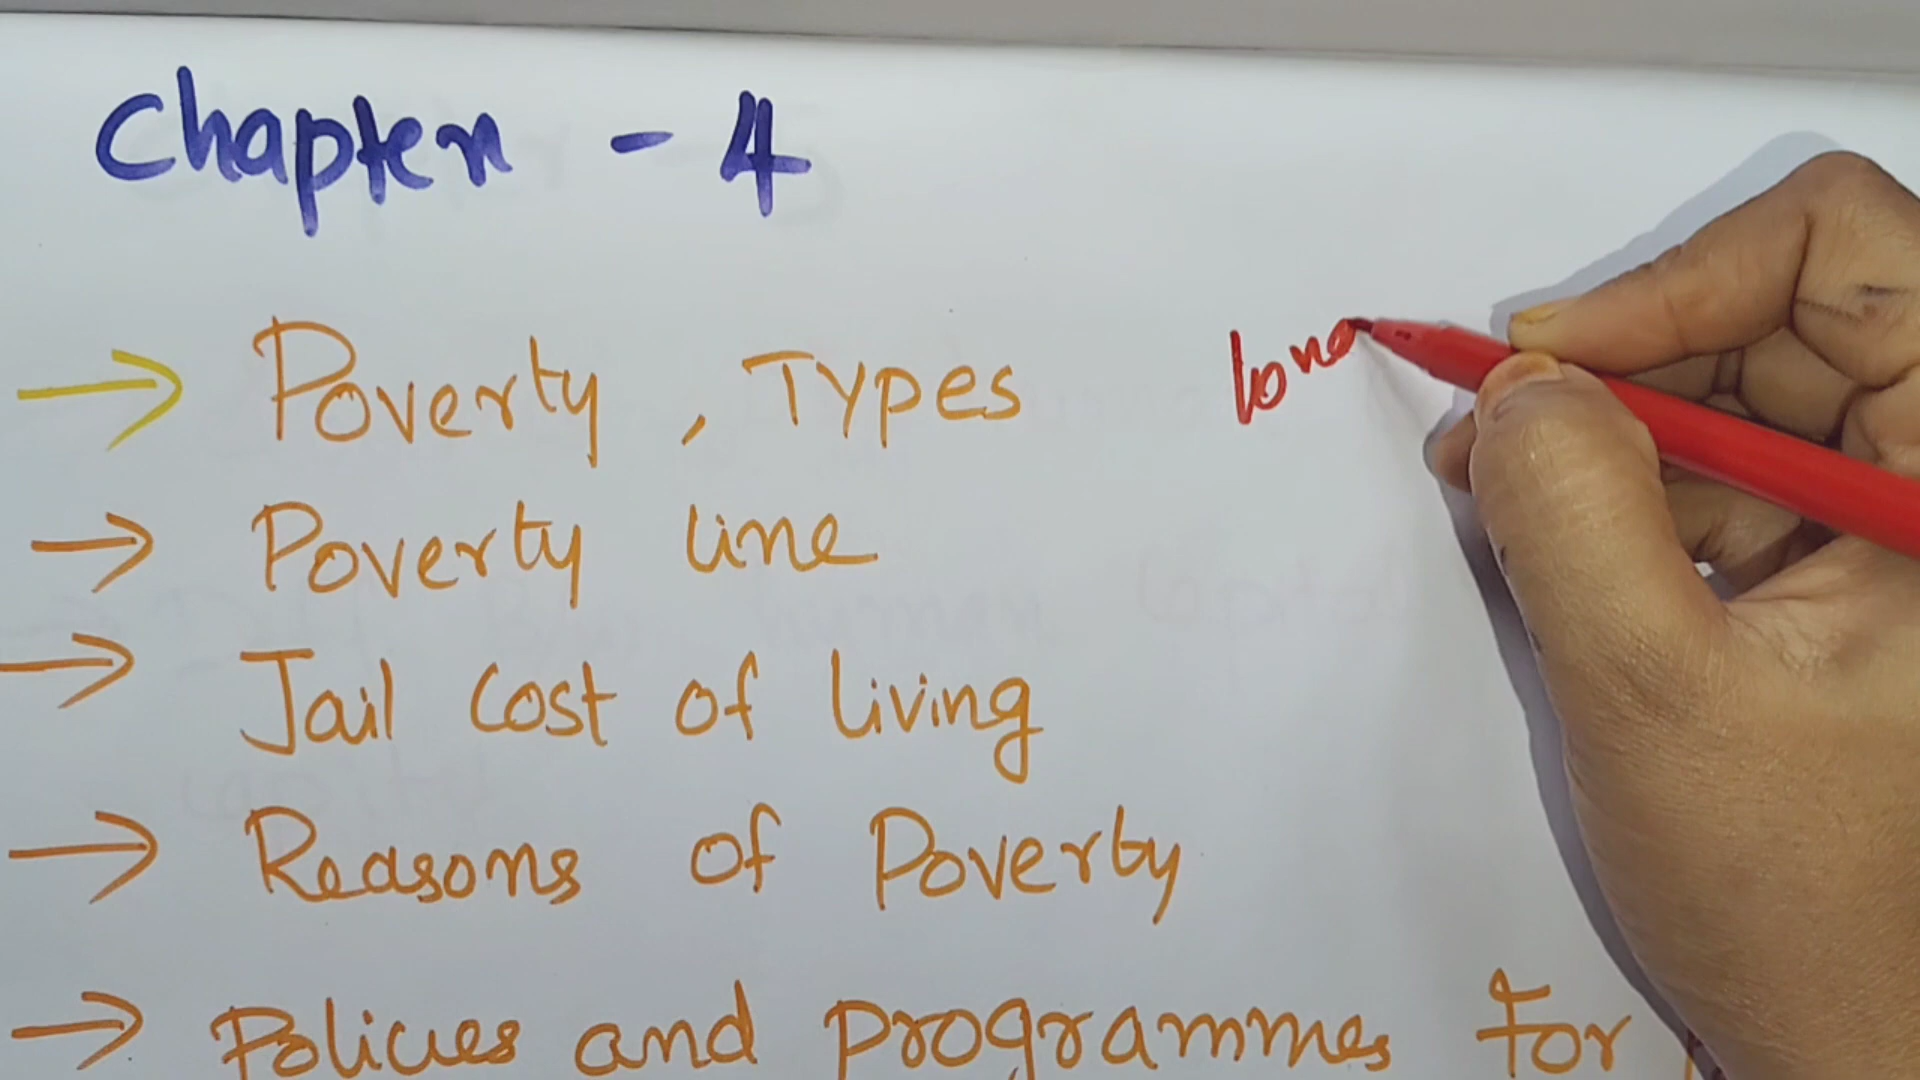 Chapter - 4
→ Poverty, Types
→ Poverty line
→ Jail cost of living
→ Reasons of Poverty
→ Policies and programmes for